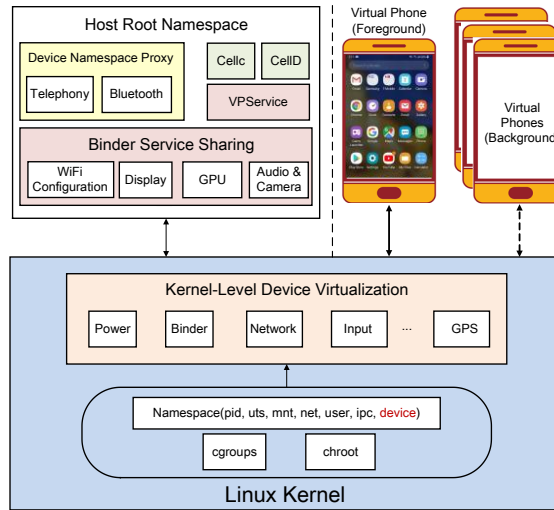 Host Root Namespace
Device Namespace Proxy
Telephony
Bluetooth
Cellc
CellD
VPService
Binder Service Sharing
WiFi
Configuration
Display
GPU
Audio &
Camera
Virtual Phone
(Foreground)
Virtual
Phones
(Background)
Kernel-Level Device Virtualization
Power
Binder
Network
Input
...
GPS
Namespace(pid, uts, mnt, net, user, ipc, device)
cgroups
chroot
Linux Kernel